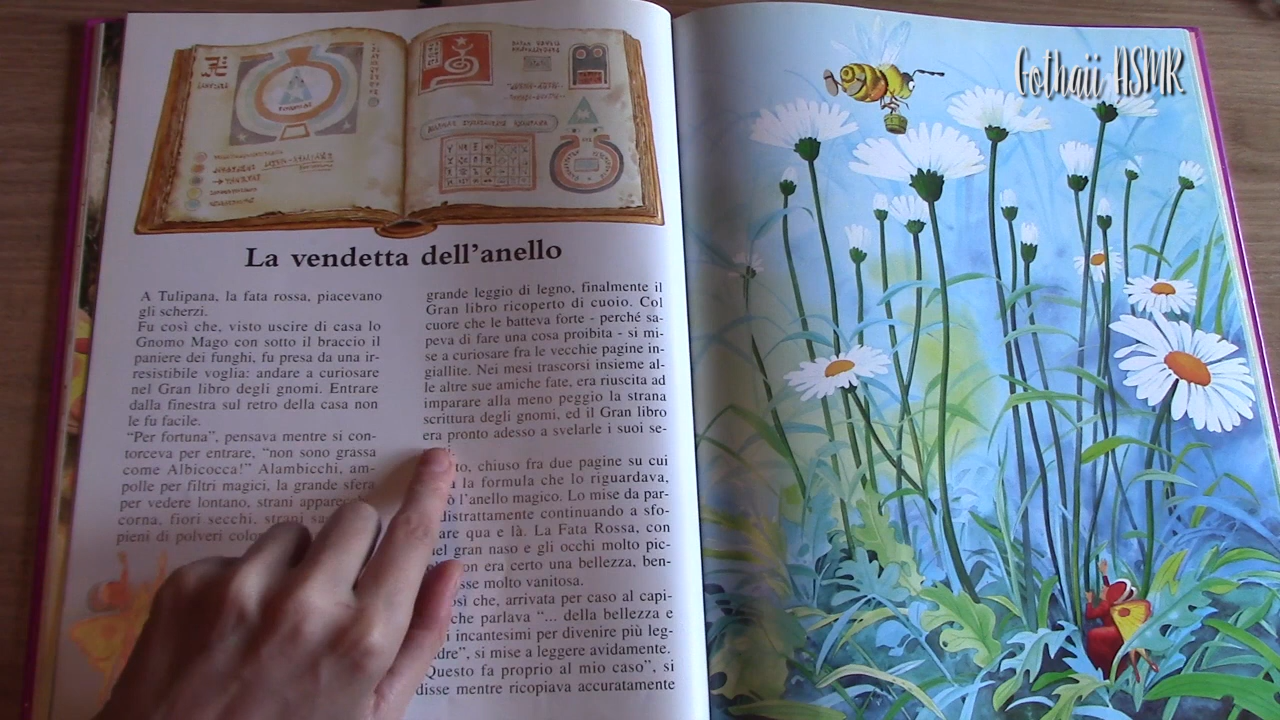 Gothaii ASMR
La vendetta dell'anello
A Tulipana, la fata rossa, piacevano
gli scherzi.
Fu così che, visto uscire di casa lo
Gnomo Mago con sotto il braccio il
paniere dei funghi, fu presa da una ir-
resistibile voglia: andare a curiosare
nel Gran libro degli gnomi. Entrare
dalla finestra sul retro della casa non
le fu facile.
"Per fortuna", pensava mentre si con-
torceva per entrare, "non sono grassa
come Albicocca!" Alambicchi, am-
polle per filtri magici, la grande sfera
per vedere lontano, strani
corna, fiori secchi, strani
pieni di polveri
grande leggio di legno, finalmente il
Gran libro ricoperto di cuoio. Col
cuore che le batteva forte - perché sa-
peva di fare una cosa proibita - si mi-
se a curiosare fra le vecchie pagine in-
giallite. Nei mesi trascorsi insieme al-
le altre sue amiche fate, era riuscita ad
imparare alla meno peggio la strana
scrittura degli gnomi, ed il Gran libro
era pronto adesso a svelarle i suoi se-
chiuso fra due pagine su cui
la formula che lo riguardava,
l'anello magico. Lo mise da par-
distrattamente continuando a sfo-
qua e là. La Fata Rossa, con
gran naso e gli occhi molto pic-
non era certo una bellezza, ben-
molto vanitosa.
che, arrivata per caso al capi-
che parlava "... della bellezza e
incantesimi per divenire più leg-
si mise a leggere avidamente.
Questo fa proprio al mio caso", si
disse mentre ricopiava accuratamente